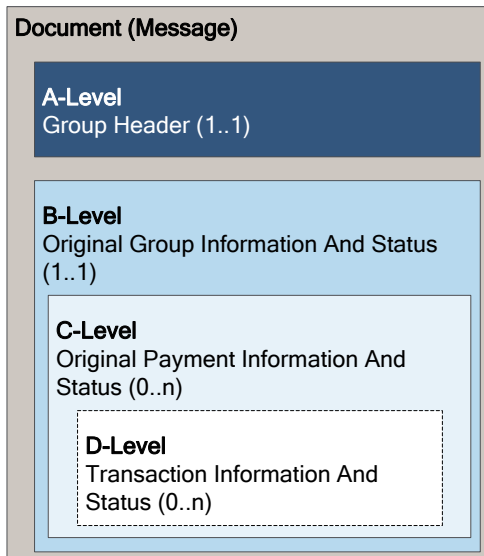 Document (Message)
A-Level
Group Header (1..1)
B-Level
Original Group Information And Status
(1..1)
C-Level
Original Payment Information And
Status (0..n)
D-Level
Transaction Information And
Status (0..n)